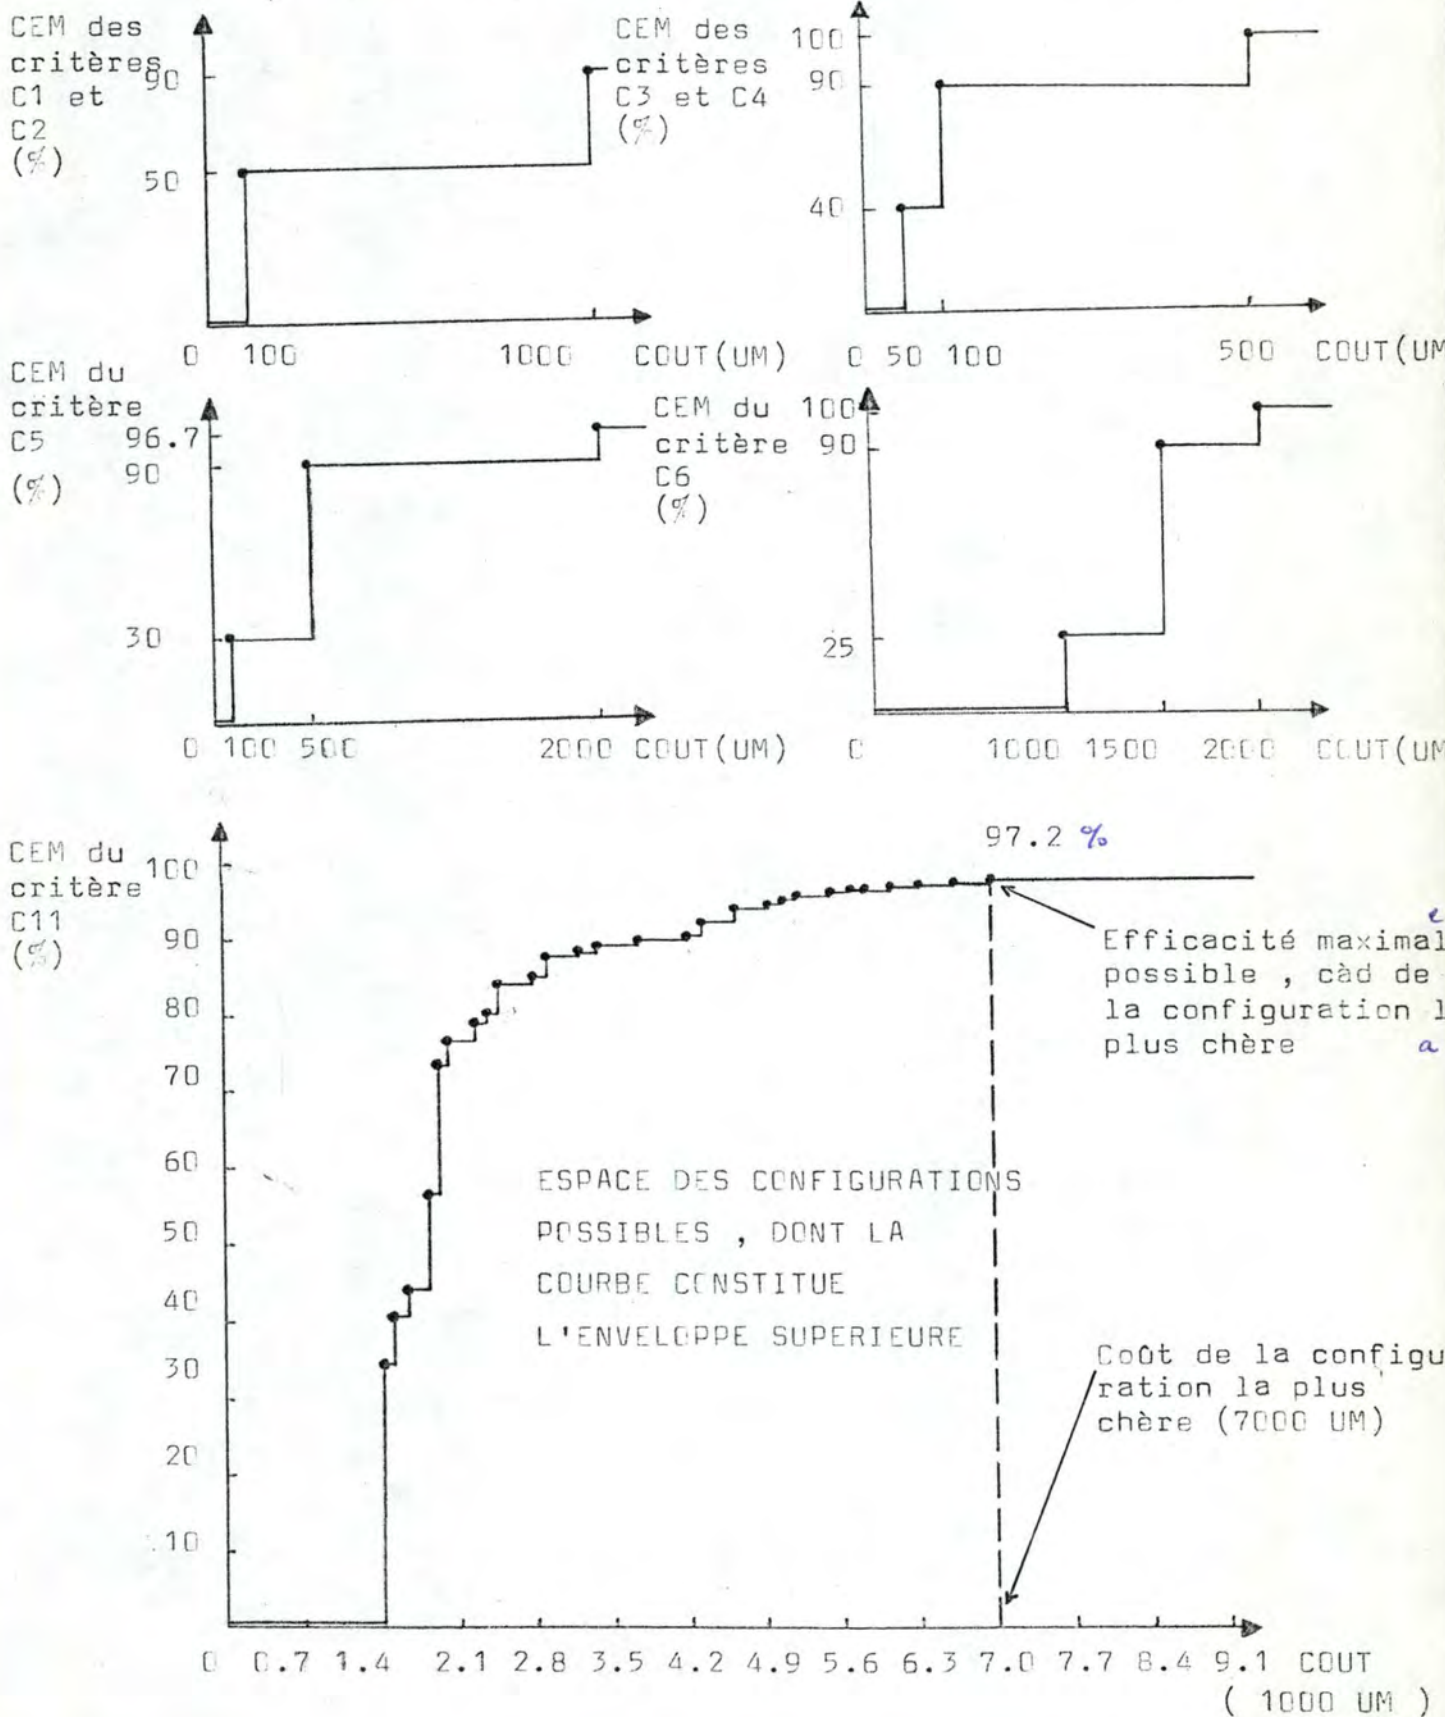 CEM des
critères
C1 et
C2
(%)
90
50
0 100 1000 COUT(UM)
CEM des
critères
C3 et C4
(%)
100
90
40
0 50 100 500 COUT(UM
CEM du
critère
C5
(%)
96.7
90
30
0 100 500 2000 COUT(UM)
CEM du
critère
C6
(%)
100
90
25
0 1000 1500 2000 COUT(UM
CEM du
critère
C11
(%)
100
90
80
70
60
50
40
30
20
10
97.2 %
Efficacité maximale
possible , càd de
la configuration l
plus chère a
ESPACE DES CONFIGURATIONS
POSSIBLES , DONT LA
COURBE CONSTITUE
L'ENVELOPPE SUPERIEURE
Coût de la configu
ration la plus
chère (7000 UM)
0 0.7 1.4 2.1 2.8 3.5 4.2 4.9 5.6 6.3 7.0 7.7 8.4 9.1 COUT
( 1000 UM )